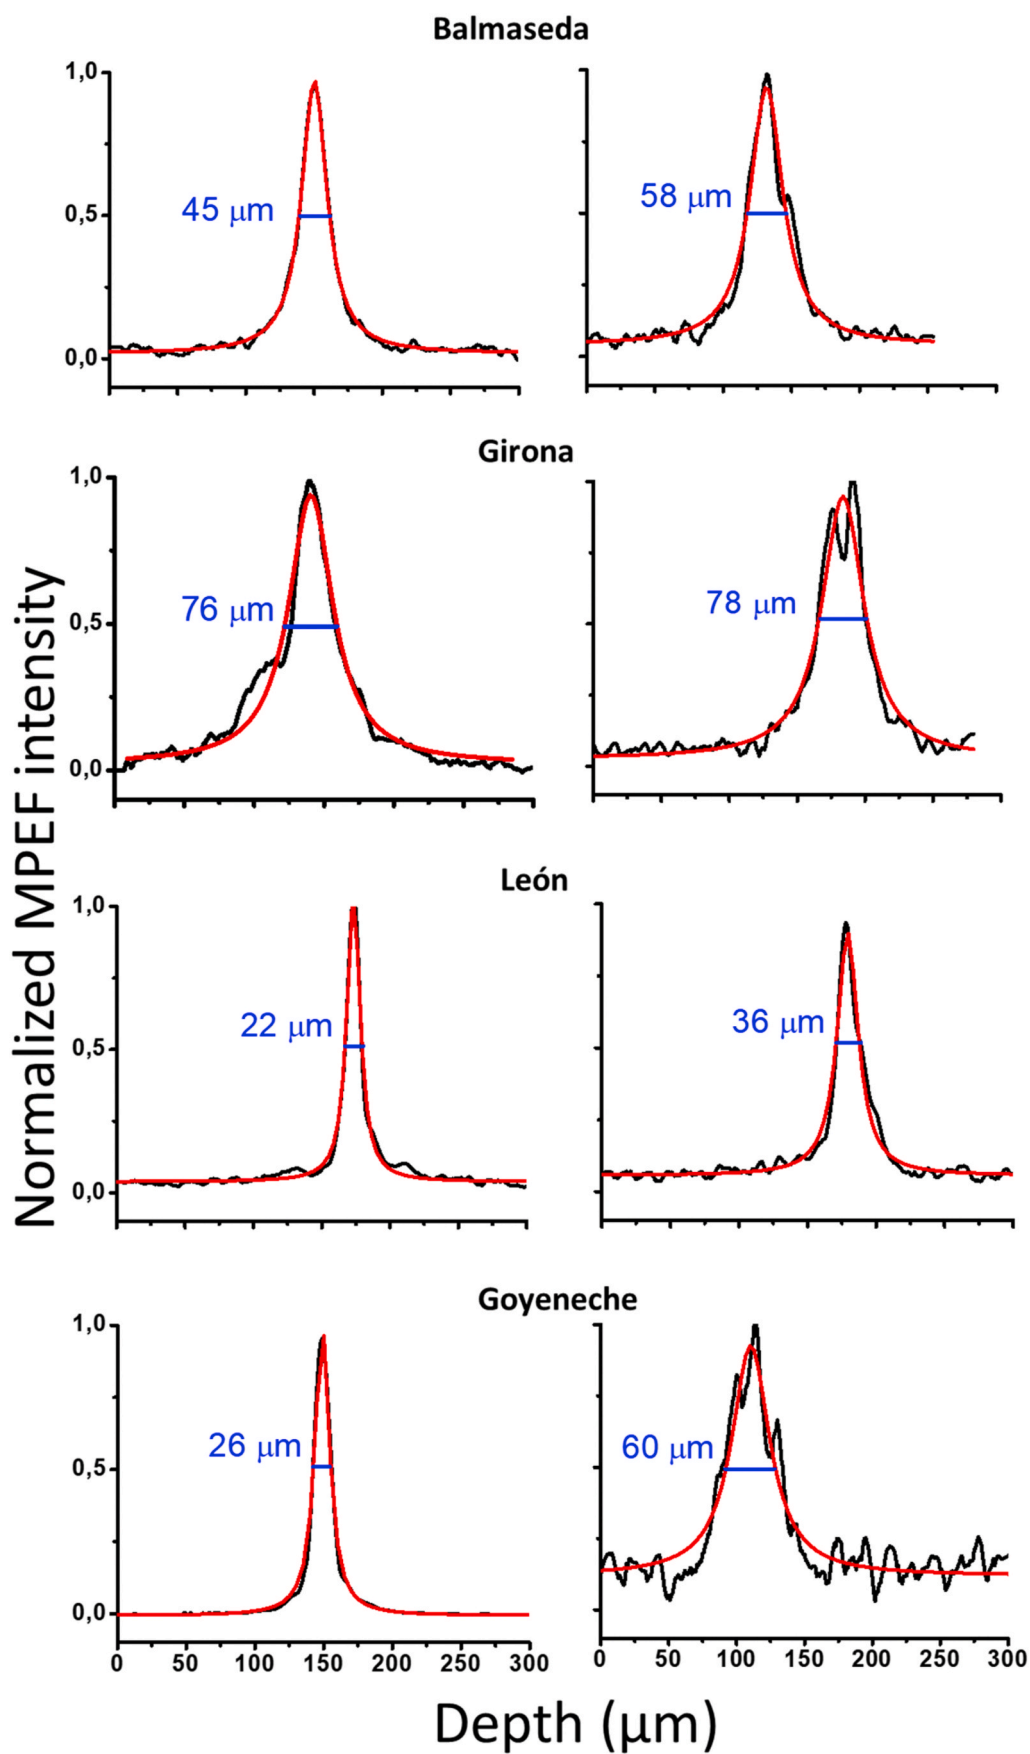 Balmaseda
1,0
0,5
0,0
45 μm
58 μm
Girona
1,0
0,5
0,0
76 μm
78 μm
León
1,0
0,5
0,0
22 μm
36 μm
Goyeneche
1,0
0,5
0,0
26 μm
60 μm
0 50 100 150 200 250 300
0 50 100 150 200 250 300
Normalized MPEF intensity
Depth (μm)